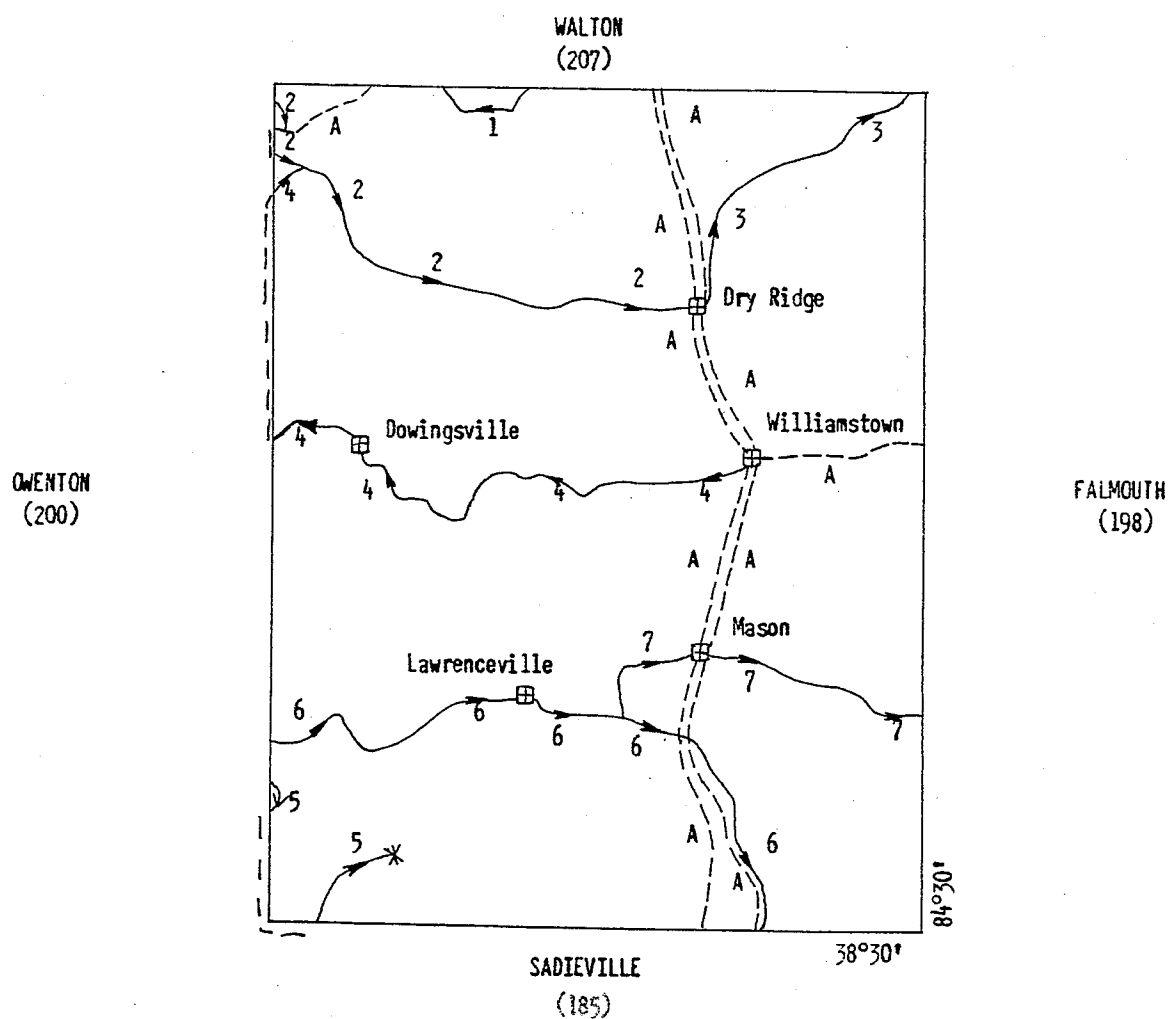 WALTON
(207)
2
A
1
A
3
2
4
2
A
3
2
2
Dry Ridge
A
A
Williamstown
4
Dowingsville
A
4
4
4
OWENTON
(200)
FALMOUTH
(198)
A
A
Mason
7
Lawrenceville
7
6
6
6
6
7
5
5
A
6
A
84°30'
38°30'
SADIEVILLE
(185)